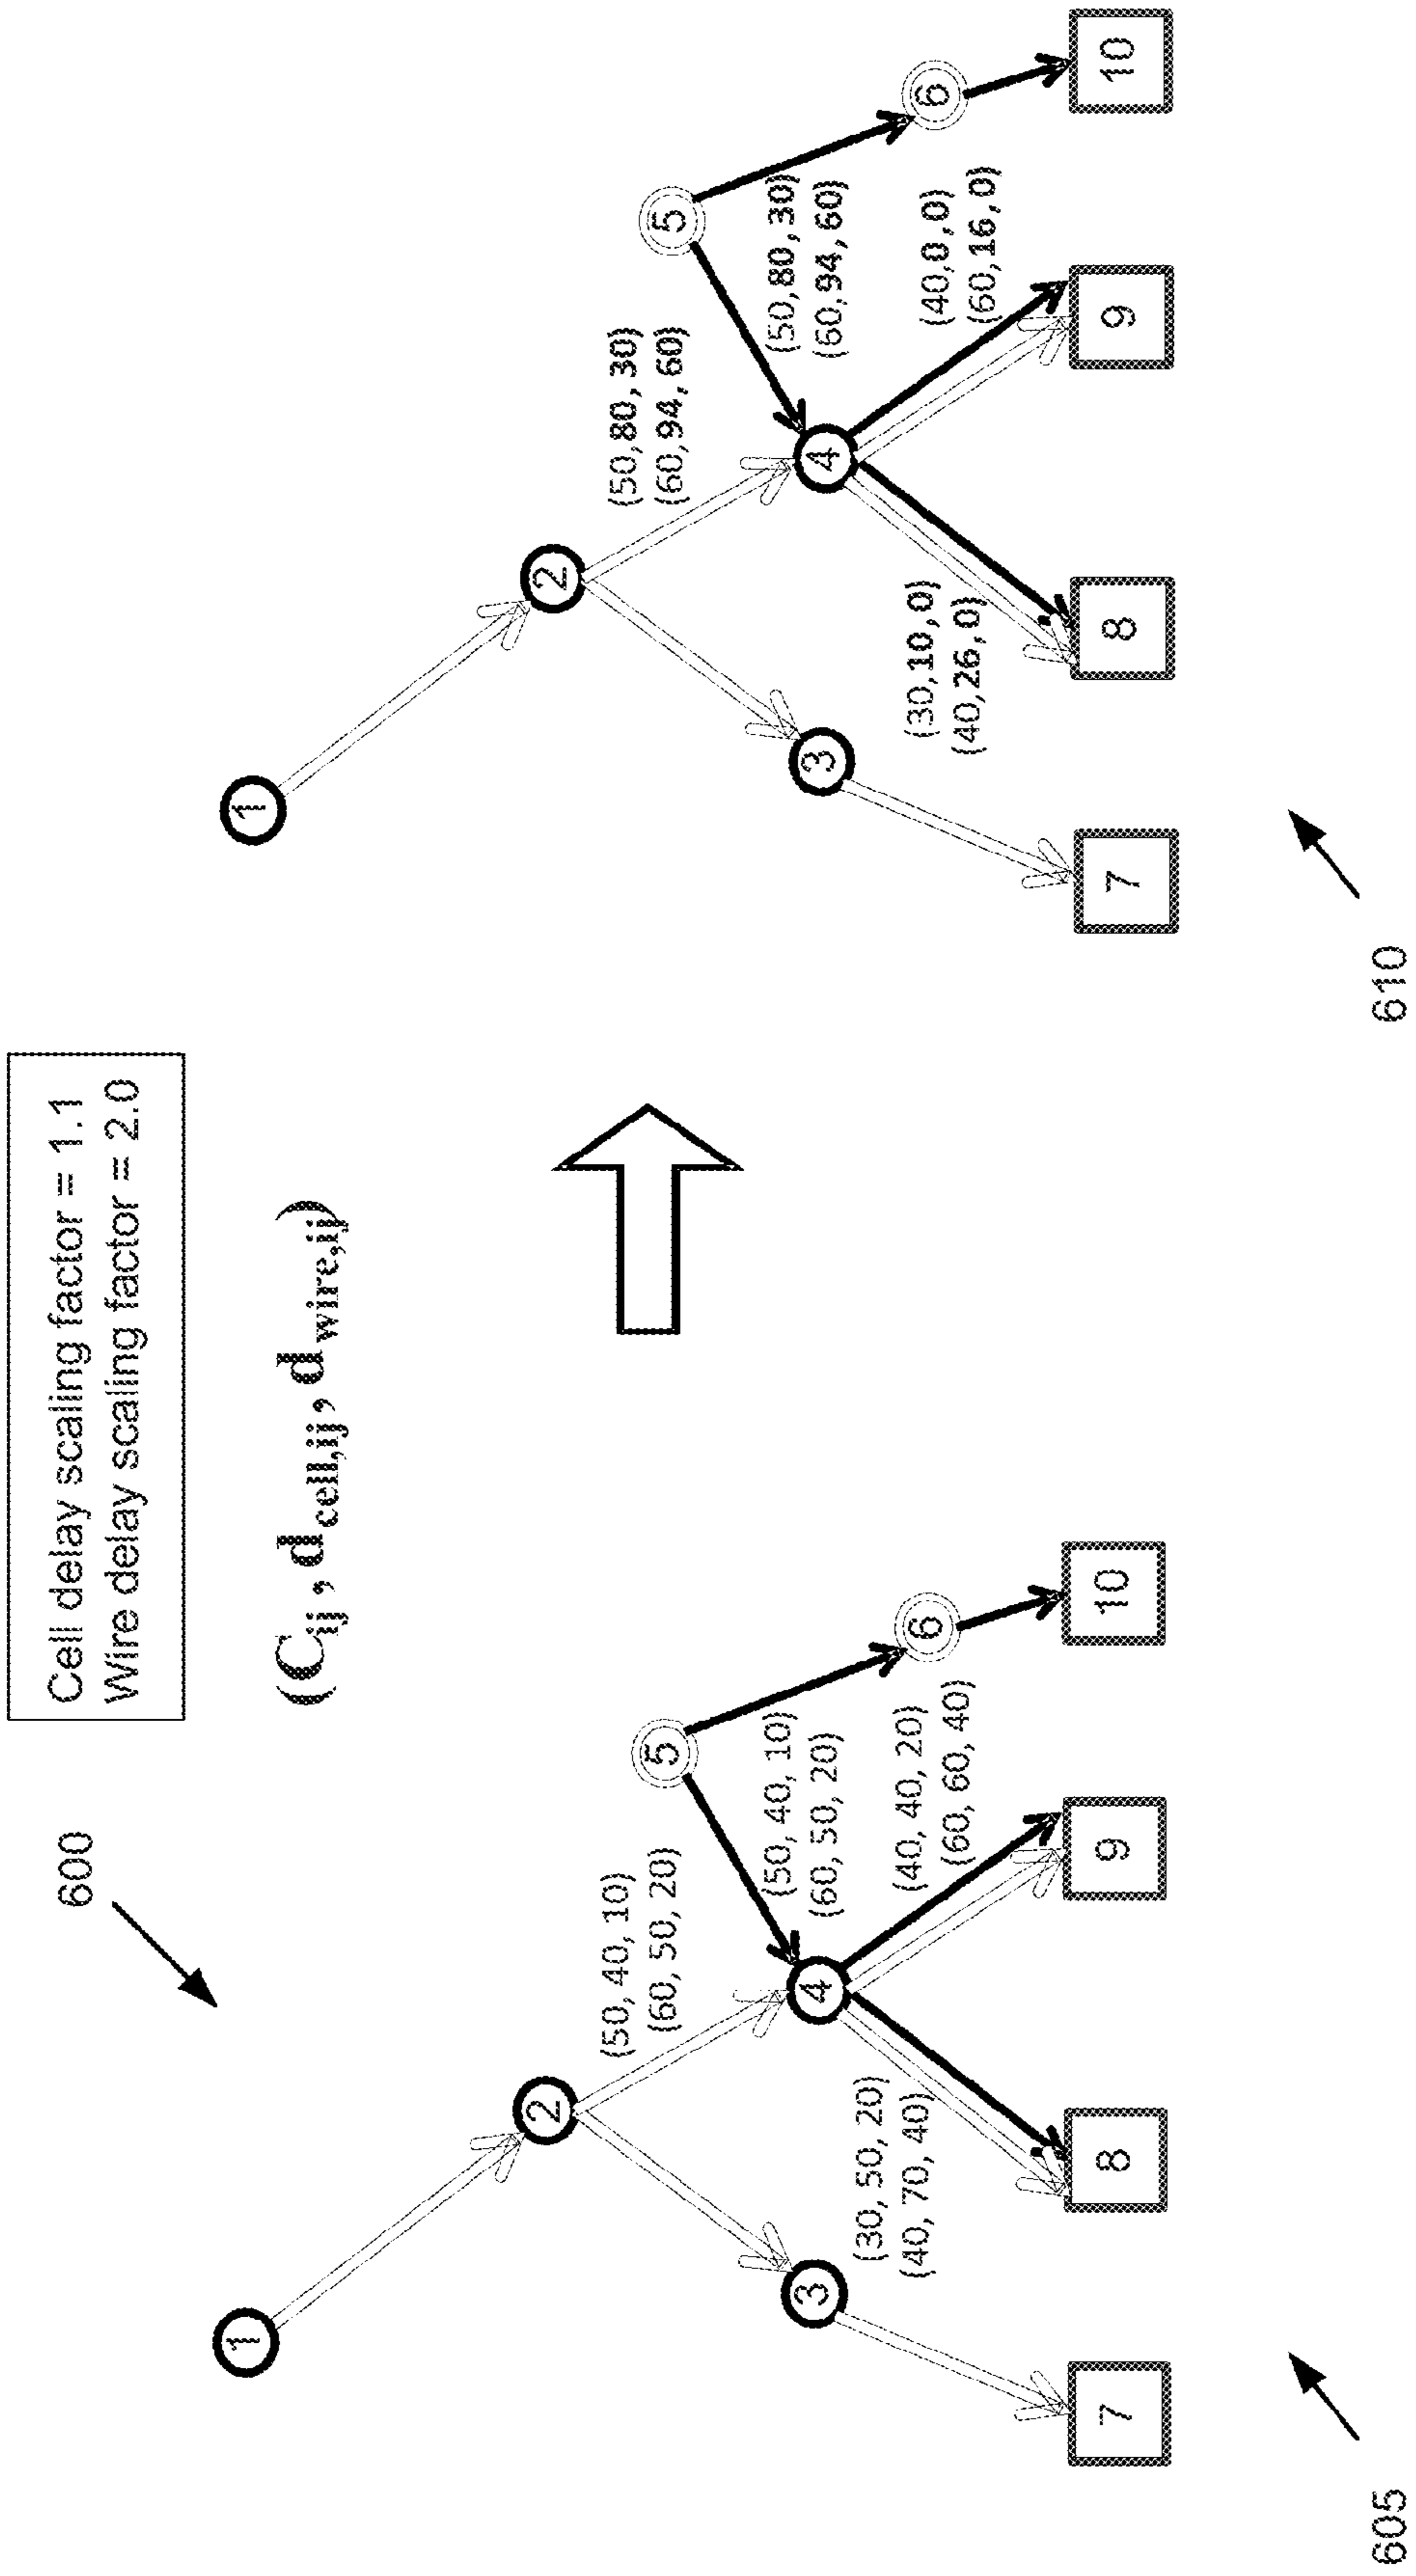 600
Cell delay scaling factor = 1.1
Wire delay scaling factor = 2.0
(Cij, dcell,ij, dwire,ij)
1
2
(50, 40, 10)
(60, 50, 20)
5
3
4
(50, 40, 10)
(60, 50, 20)
6
(30, 50, 20)
(40, 70, 40)
(40, 40, 20)
(60, 60, 40)
7
8
9
10
605
1
2
(50,80,30)
(60,94,60)
5
3
4
(50,80,30)
(60,94,60)
6
(30,10,0)
(40,26,0)
(40,0,0)
(60,16,0)
7
8
9
10
610